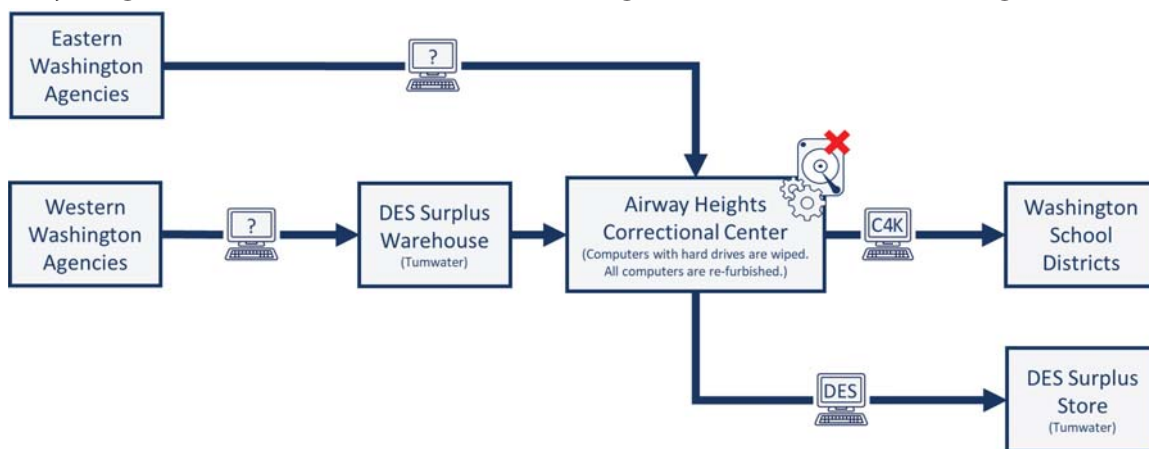 Eastern
Washington
Agencies
?
Western
Washington
Agencies
?
DES Surplus
Warehouse
(Tumwater)
Airway Heights
Correctional Center
(Computers with hard drives are wiped.
All computers are re-furbished.)
C4K
Washington
School
Districts
DES
DES Surplus
Store
(Tumwater)